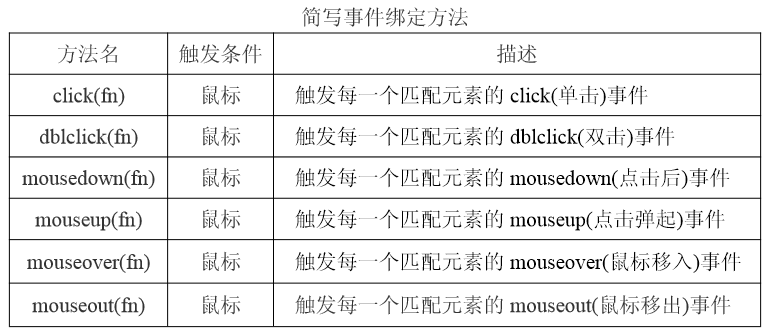 简写事件绑定方法
方法名 触发条件 描述
click(fn) 鼠标 触发每一个匹配元素的 click(单击)事件
dblclick(fn) 鼠标 触发每一个匹配元素的 dblclick(双击)事件
mousedown(fn) 鼠标 触发每一个匹配元素的 mousedown(点击后)事件
mouseup(fn) 鼠标 触发每一个匹配元素的 mouseup(点击弹起)事件
mouseover(fn) 鼠标 触发每一个匹配元素的 mouseover(鼠标移入)事件
mouseout(fn) 鼠标 触发每一个匹配元素的 mouseout(鼠标移出)事件